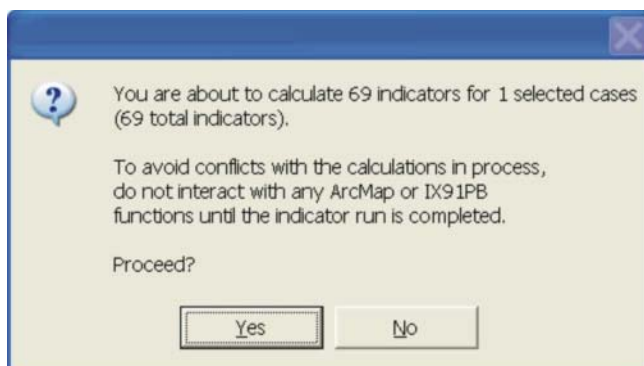 You are about to calculate 69 indicators for 1 selected cases
(69 total indicators).
To avoid conflicts with the calculations in process,
do not interact with any ArcMap or IX91PB
functions until the indicator run is completed.
Proceed?
Yes No